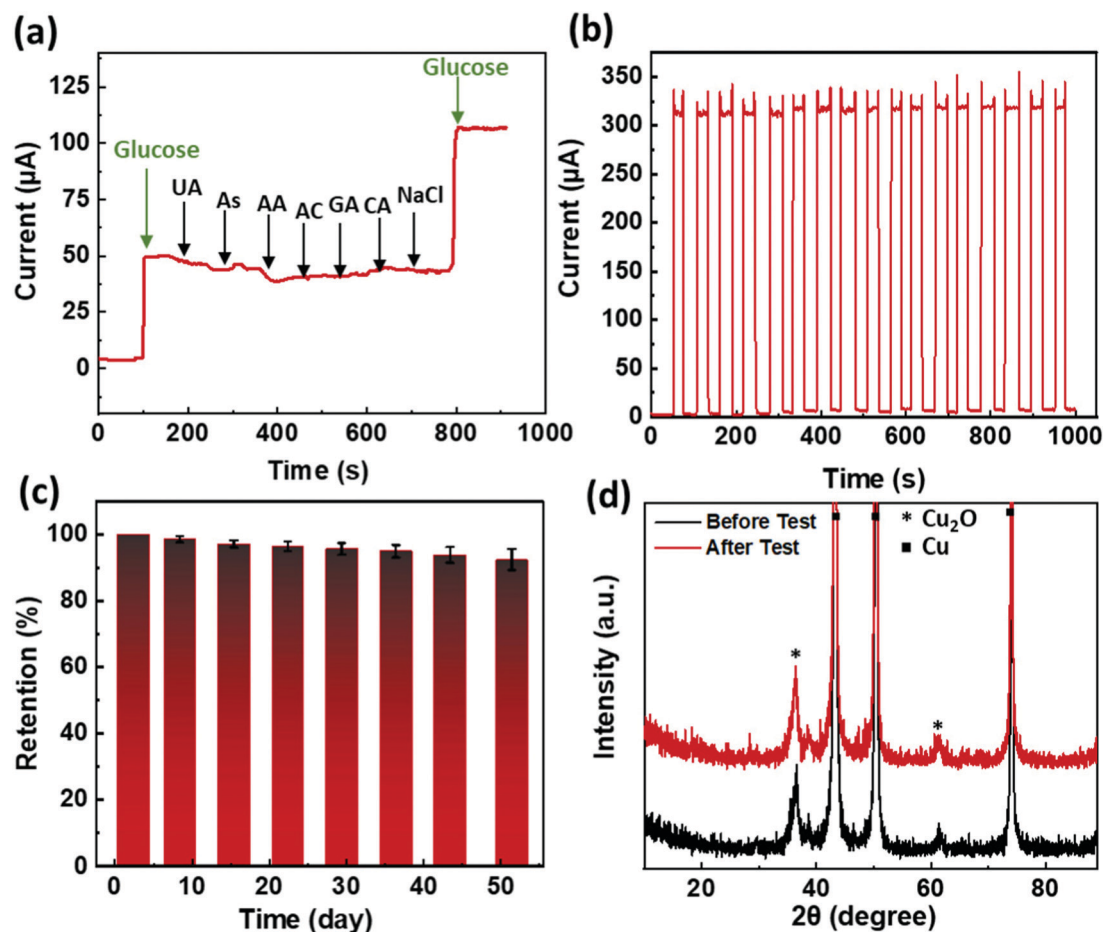 (a)
125
100
75
50
25
0
Current (µA)
Glucose
UA
As
AA
AC
GA
CA
NaCl
Glucose
0 200 400 600 800 1000
Time (s)
(b)
350
300
250
200
150
100
50
0
Current (µA)
0 200 400 600 800 1000
Time (s)
(c)
100
80
60
40
20
0
Retention (%)
0 10 20 30 40 50
Time (day)
(d)
Before Test
After Test
* Cu₂O
▪ Cu
*
*
Intensity (a.u.)
20 40 60 80
2θ (degree)